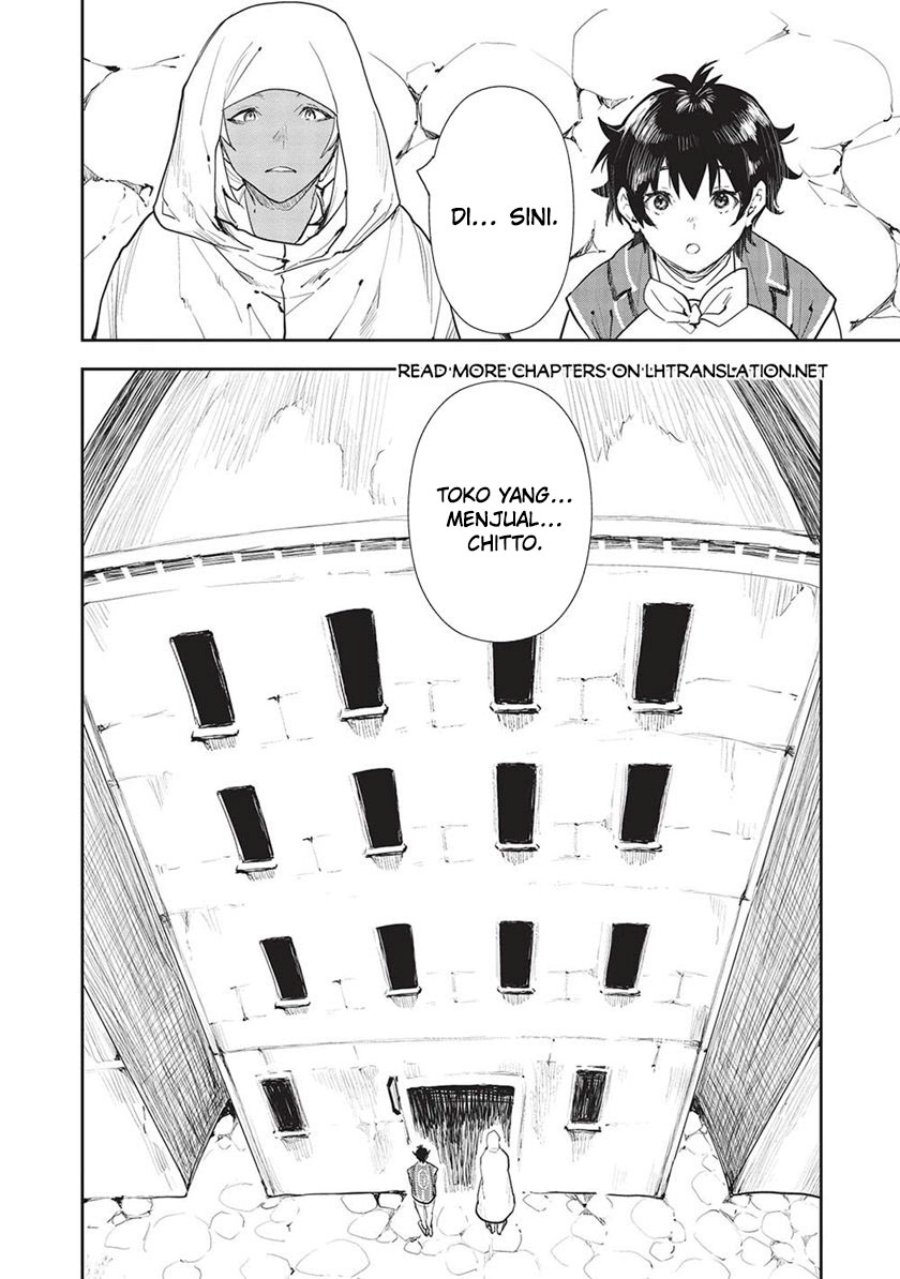 DI... SINI.
READ MORE CHAPTERS ON LHTRANSLATION.NET
TOKO YANG...
MENJUAL...
CHITTO.